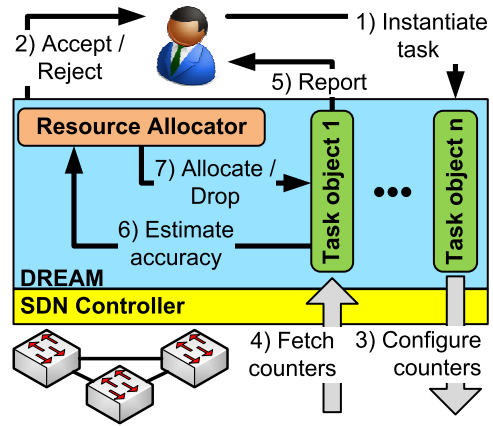 1) Instantiate
task
2) Accept /
Reject
5) Report
Resource Allocator
Task object 1
Task object n
7) Allocate /
Drop
6) Estimate
accuracy
DREAM
SDN Controller
4) Fetch
counters
3) Configure
counters